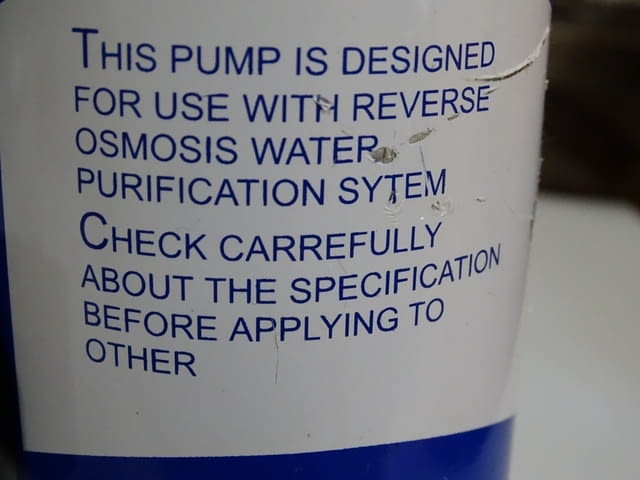 THIS PUMP IS DESIGNED
FOR USE WITH REVERSE
OSMOSIS WATER
PURIFICATION SYTEM
CHECK CARREFULLY
ABOUT THE SPECIFICATION
BEFORE APPLYING TO
OTHER